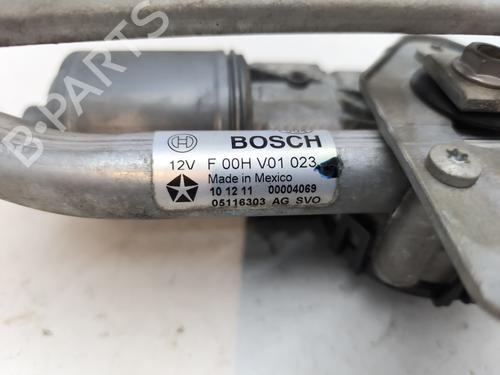 BOSCH
12V F 00H V01 023
Made in Mexico
10 12 11 00004069
05116303 AG SVO
B-PARTS